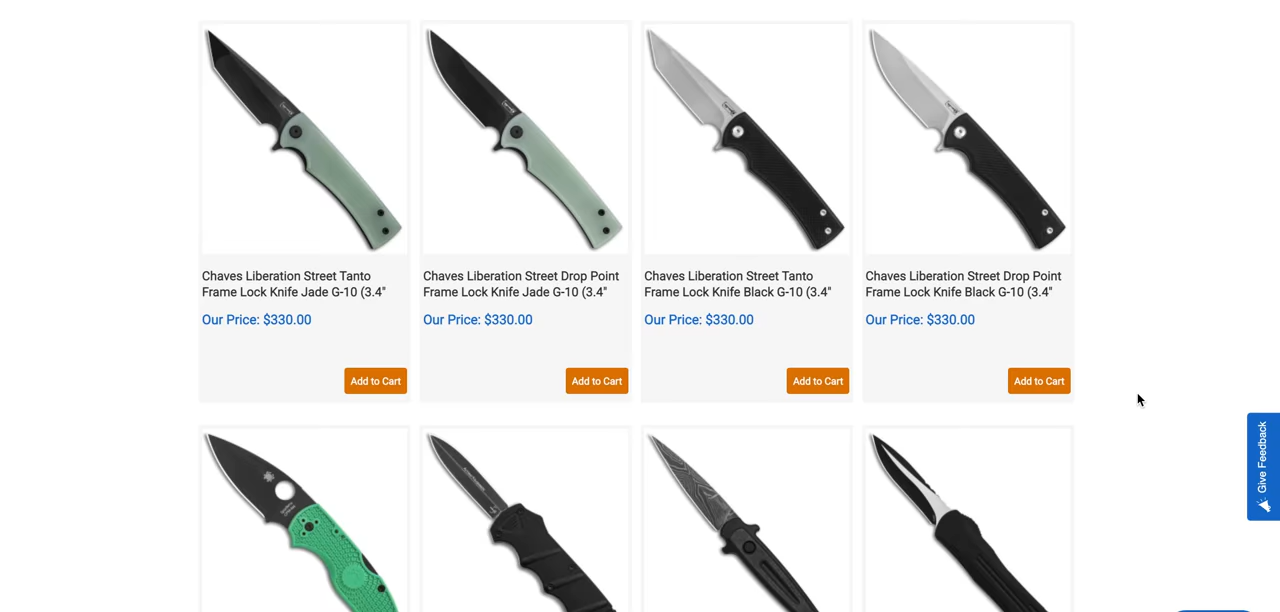 Chaves Liberation Street Tanto
Frame Lock Knife Jade G-10 (3.4"
Our Price: $330.00
Add to Cart
Chaves Liberation Street Drop Point
Frame Lock Knife Jade G-10 (3.4"
Our Price: $330.00
Add to Cart
Chaves Liberation Street Tanto
Frame Lock Knife Black G-10 (3.4"
Our Price: $330.00
Add to Cart
Chaves Liberation Street Drop Point
Frame Lock Knife Black G-10 (3.4"
Our Price: $330.00
Add to Cart
Give Feedback